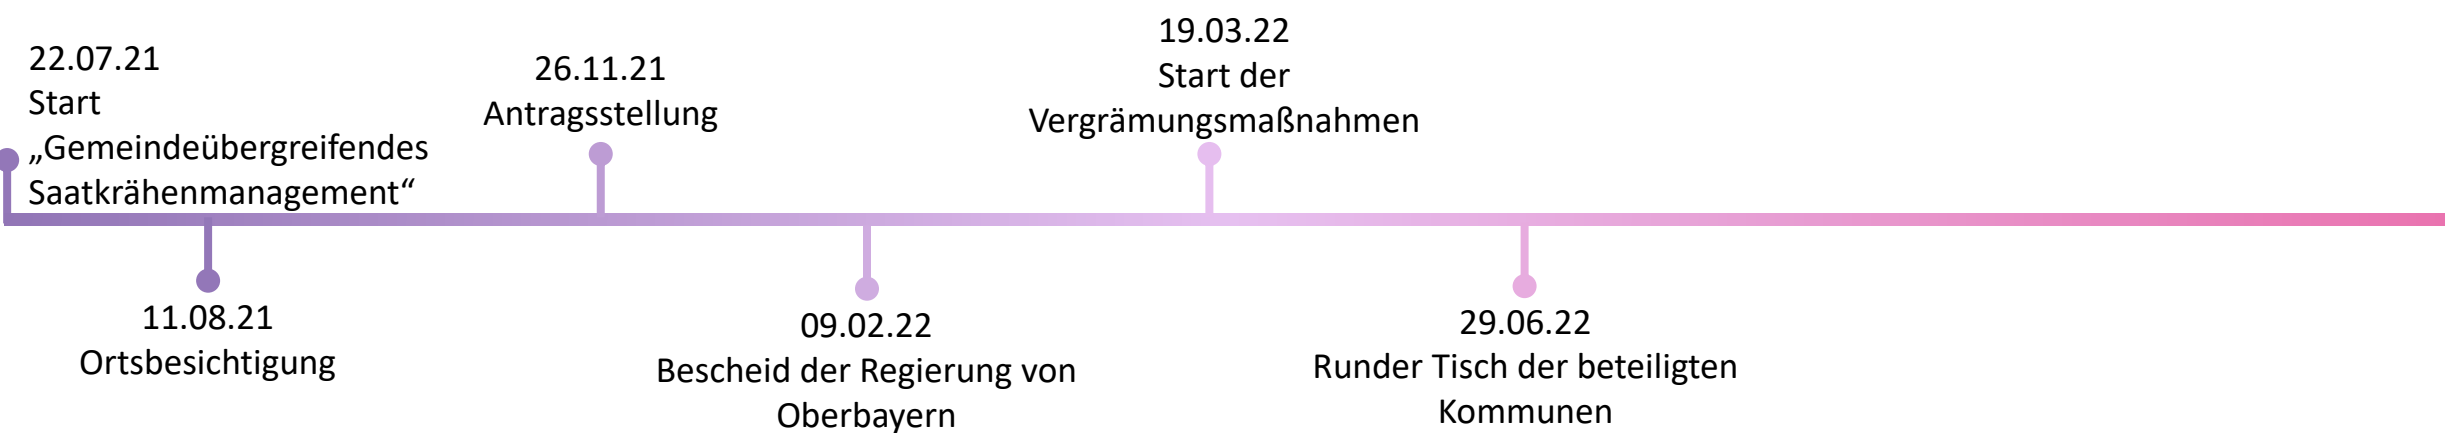 22.07.21
Start
„Gemeindeübergreifendes
Saatkrähenmanagement“
11.08.21
Ortsbesichtigung
26.11.21
Antragsstellung
09.02.22
Bescheid der Regierung von
Oberbayern
19.03.22
Start der
Vergrämungsmaßnahmen
29.06.22
Runder Tisch der beteiligten
Kommunen